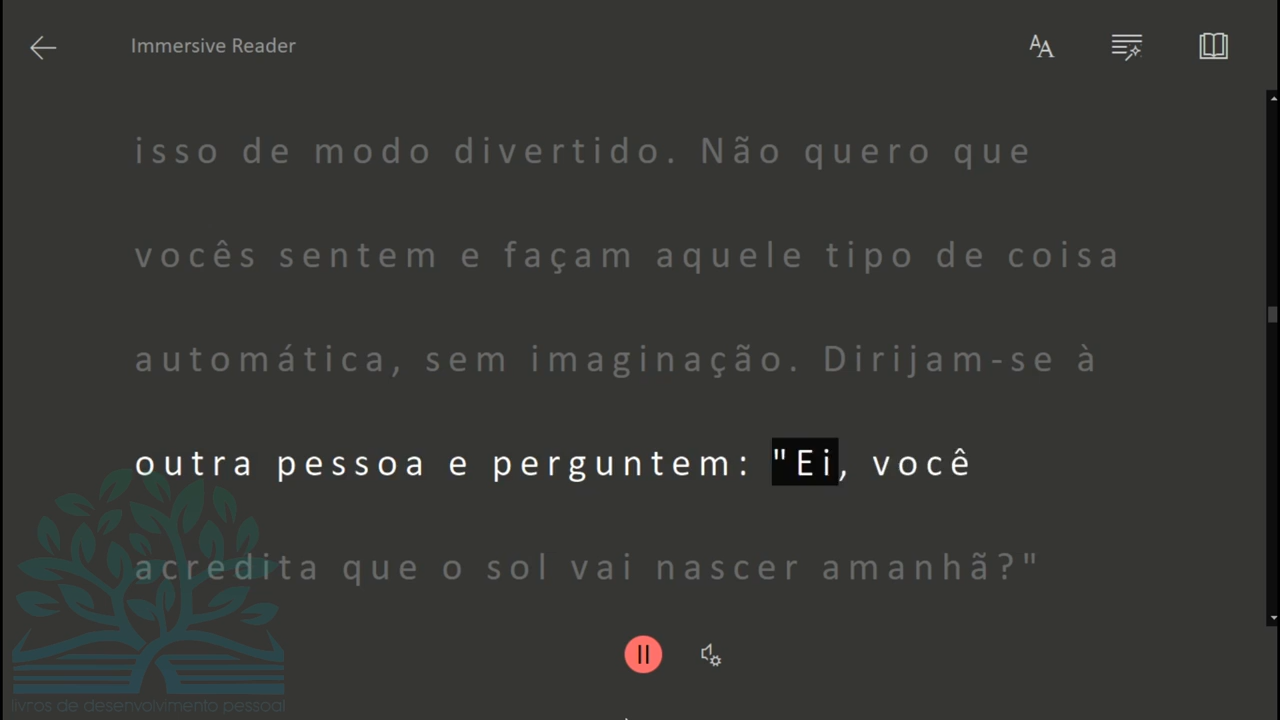 Immersive Reader
isso de modo divertido. Não quero que
vocês sentem e façam aquele tipo de coisa
automática, sem imaginação. Dirijam-se à
outra pessoa e perguntem: "Ei, você
acredita que o sol vai nascer amanhã?"
livros de desenvolvimento pessoal